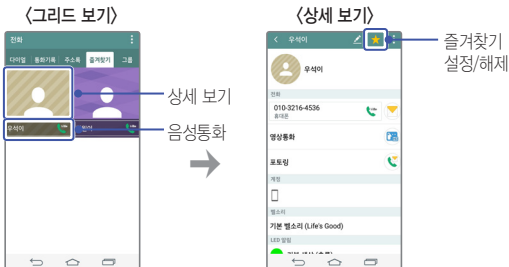 〈그리드 보기〉
전화
다이얼 통화기록 주소록 즐겨찾기 그룹
우석이
상세 보기
음성통화
〈상세 보기〉
우석이
우석이
전화
010-3216-4536
휴대폰
영상통화
포토링
계정
벨소리
기본 벨소리 (Life's Good)
LED 알림
즐겨찾기
설정/해제